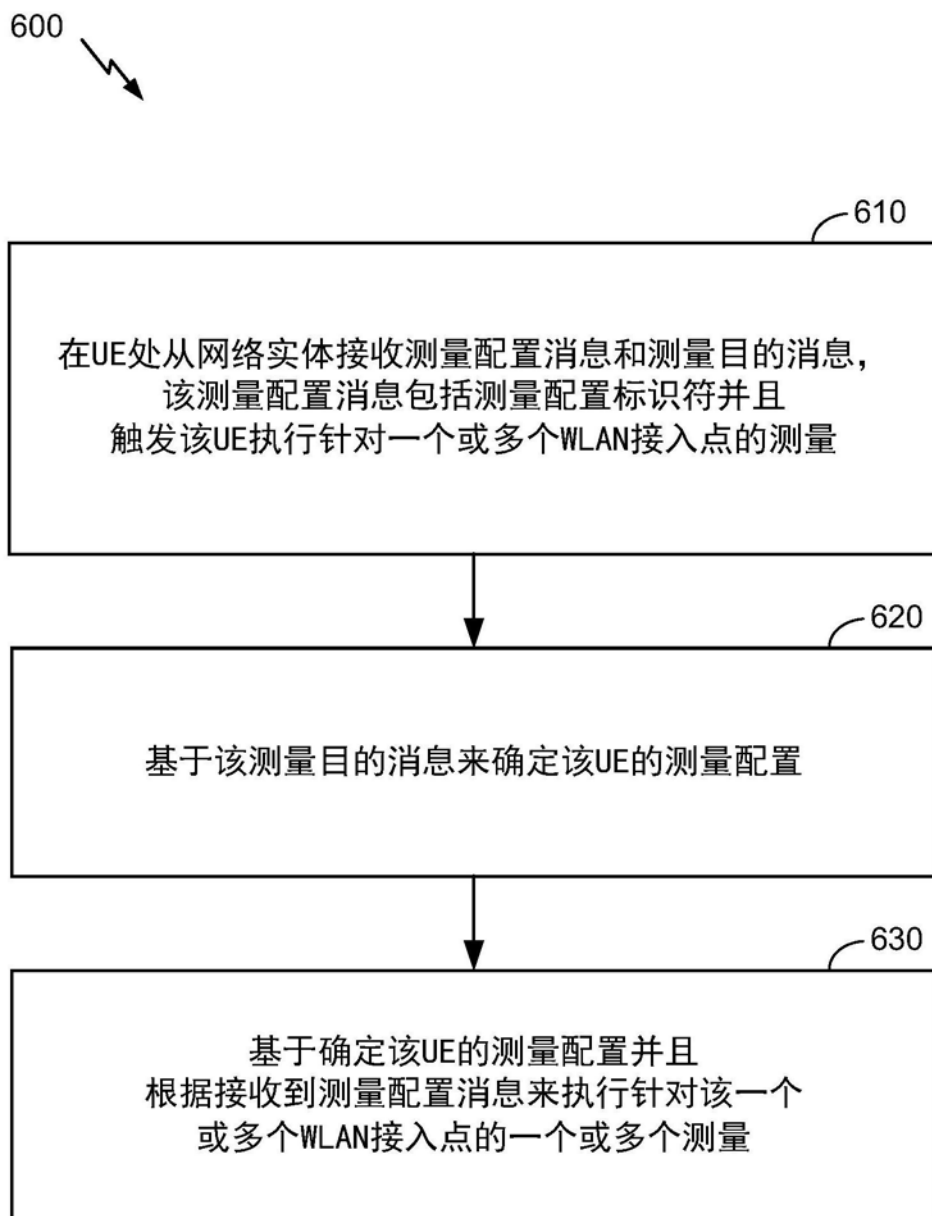 600
610
在UE处从网络实体接收测量配置消息和测量目的消息，
该测量配置消息包括测量配置标识符并且
触发该UE执行针对一个或多个WLAN接入点的测量
620
基于该测量目的消息来确定该UE的测量配置
630
基于确定该UE的测量配置并且
根据接收到测量配置消息来执行针对该一个
或多个WLAN接入点的一个或多个测量